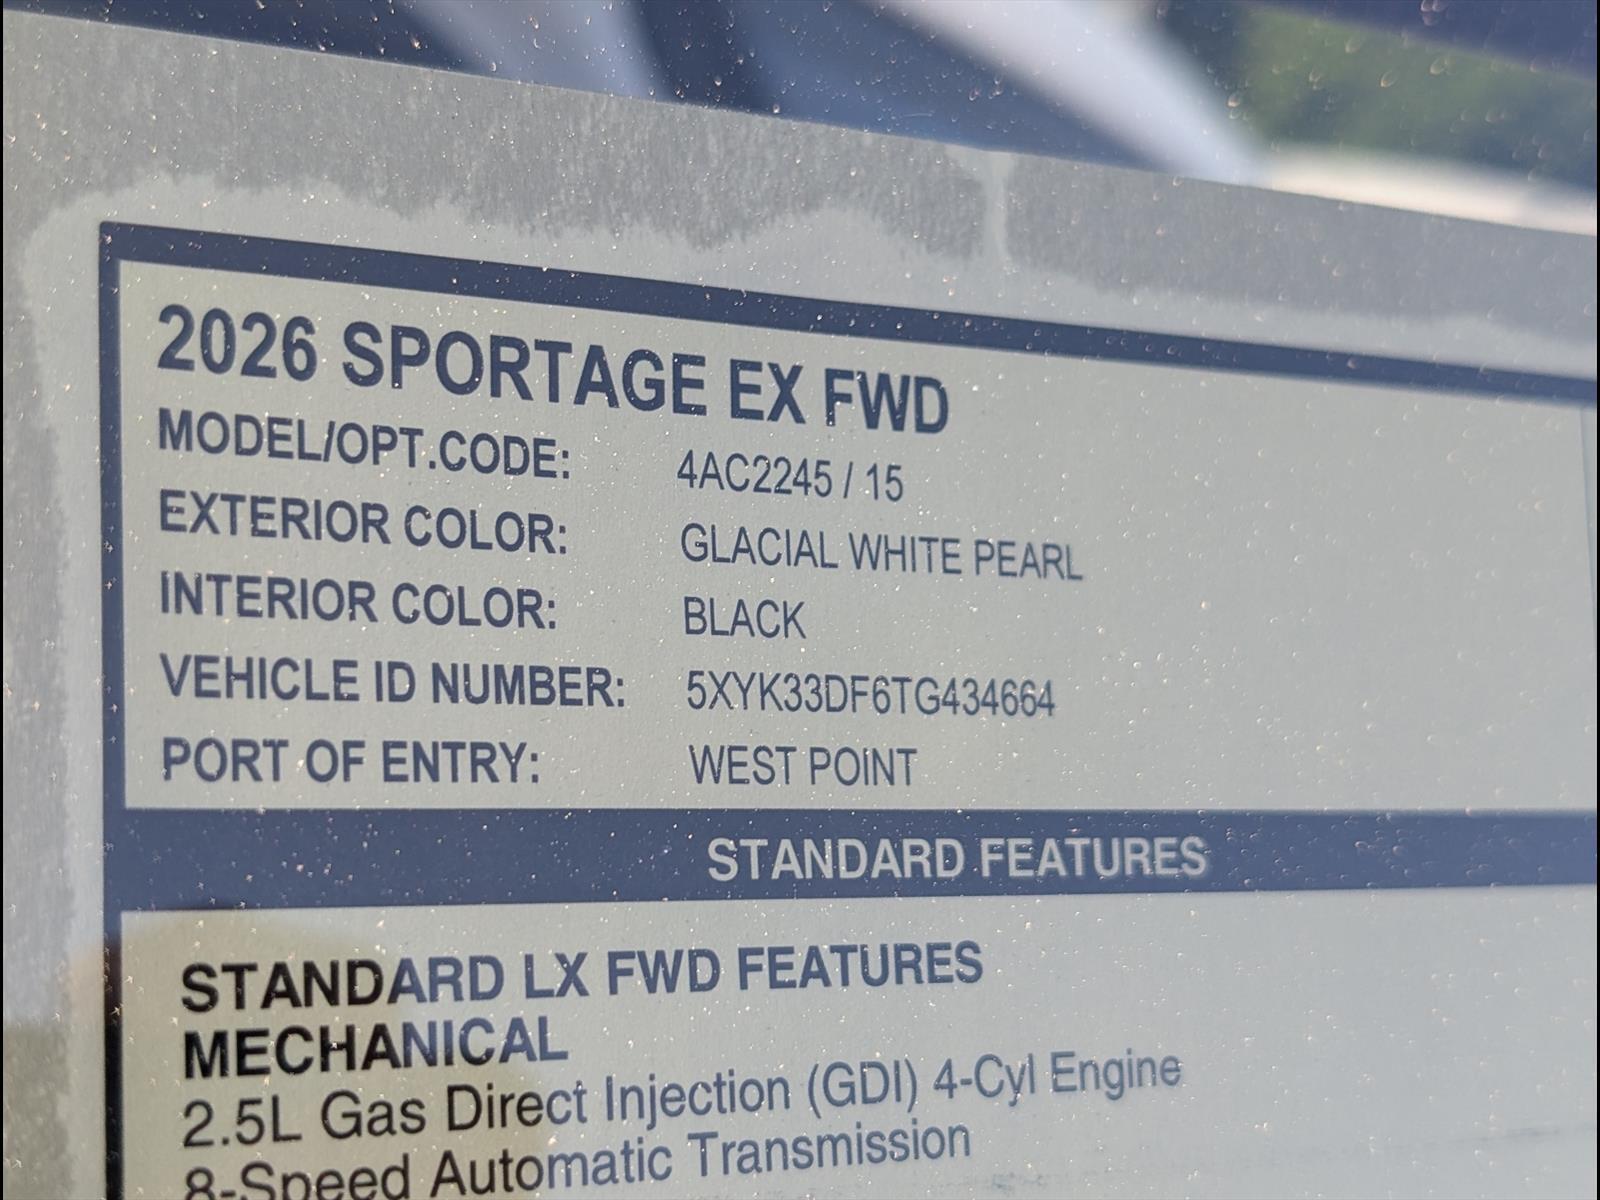 2026 SPORTAGE EX FWD
MODEL/OPT.CODE: 4AC2245 / 15
EXTERIOR COLOR: GLACIAL WHITE PEARL
INTERIOR COLOR: BLACK
VEHICLE ID NUMBER: 5XYK33DF6TG434664
PORT OF ENTRY: WEST POINT
STANDARD FEATURES
STANDARD LX FWD FEATURES
MECHANICAL
2.5L Gas Direct Injection (GDI) 4-Cyl Engine
8-Speed Automatic Transmission